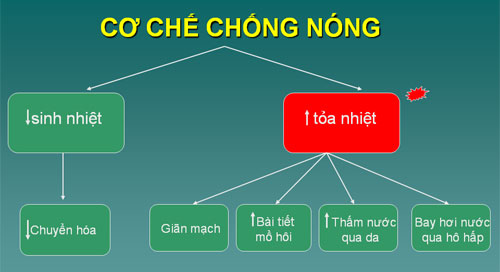 CƠ CHẾ CHỐNG NÓNG
↓sinh nhiệt
↑tỏa nhiệt
↓Chuyển hóa
Giãn mạch
↑Bài tiết
mồ hôi
↑Thẩm nước
qua da
Bay hơi nước
qua hô hấp